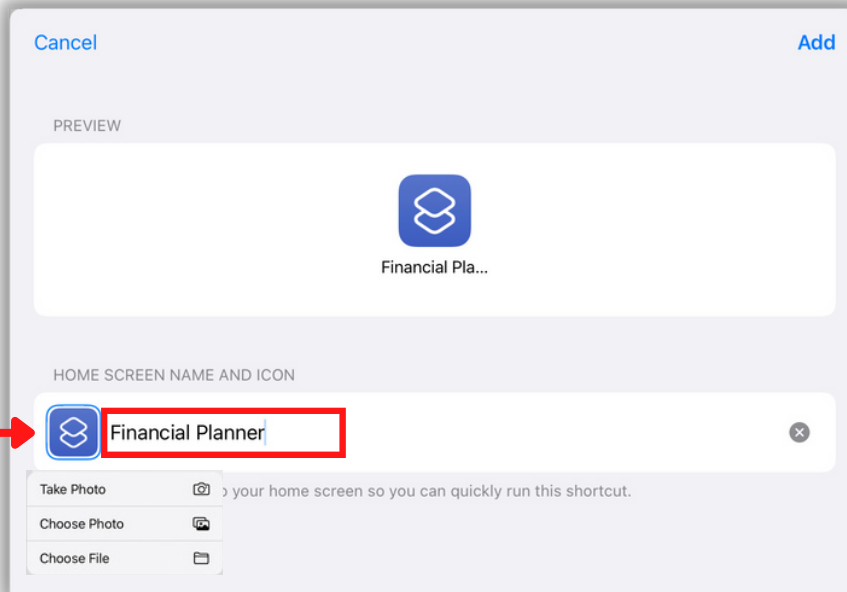 Cancel
Add
PREVIEW
Financial Pla...
HOME SCREEN NAME AND ICON
Financial Planner
Take Photo
your home screen so you can quickly run this shortcut.
Choose Photo
Choose File